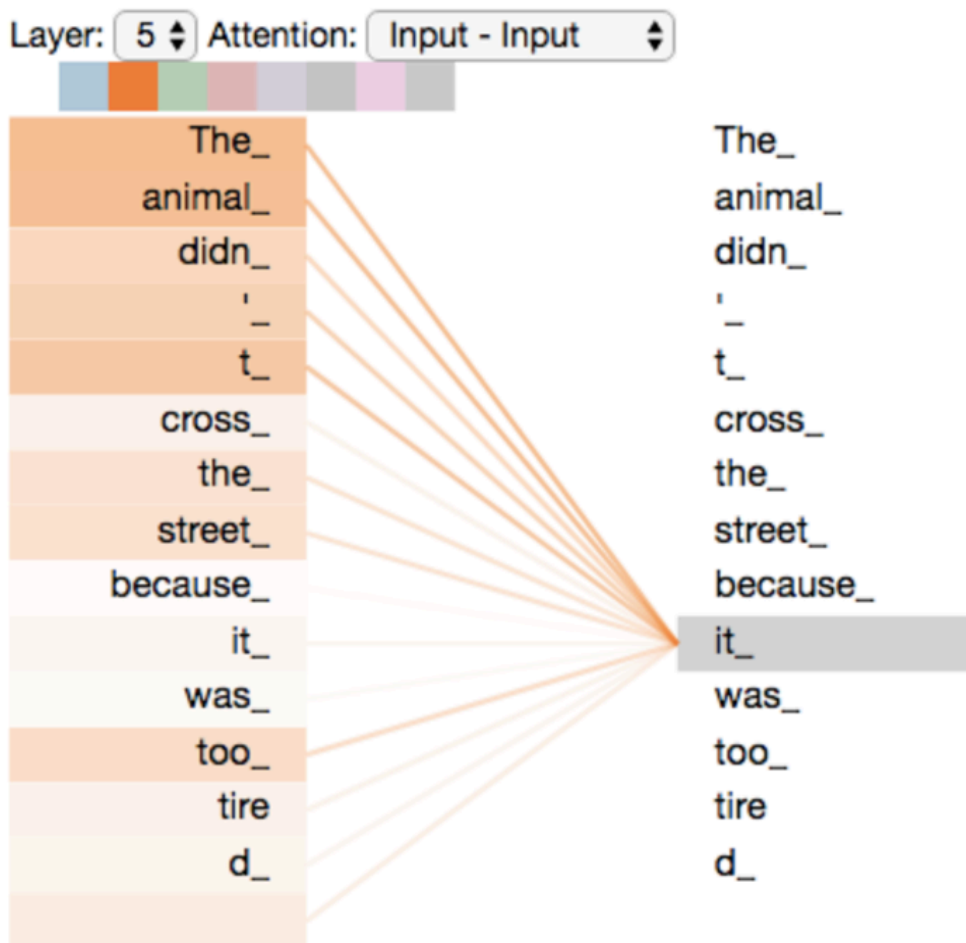 Layer: 5 Attention: Input - Input
The_ The_
animal_ animal_
didn_ didn_
'_ '_
t_ t_
cross_ cross_
the_ the_
street_ street_
because_ because_
it_ it_
was_ was_
too_ too_
tire tire
d_ d_